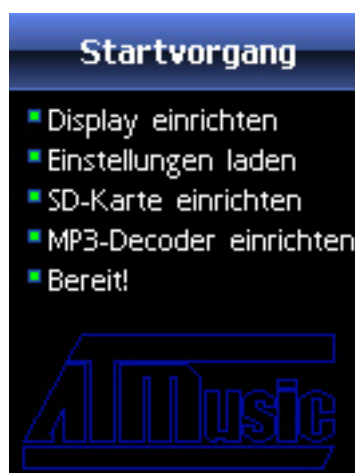 Startvorgang
Display einrichten
Einstellungen laden
SD-Karte einrichten
MP3-Decoder einrichten
Bereit!
ATMusic